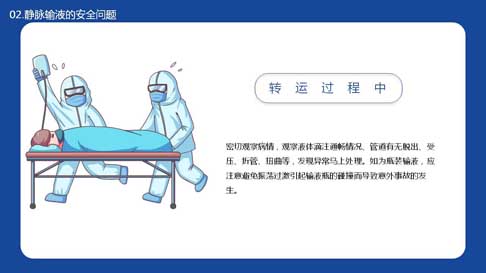 02.静脉输液的安全问题
转运过程中
密切观察病情，观察液体滴注通畅情况、管道有无脱出、受
压、折管、扭曲等，发现异常马上处理。如为瓶装输液，应
注意避免振荡过激引起输液瓶的碰撞而导致意外事故的发
生。